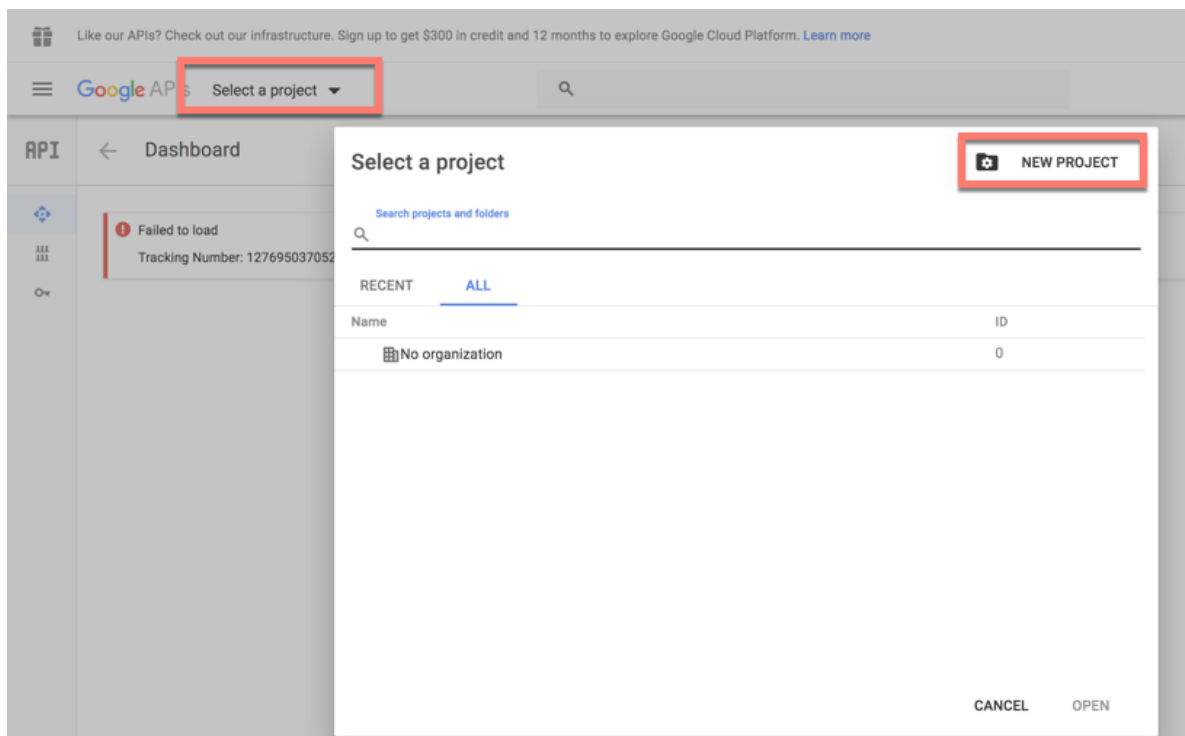 Like our APIs? Check out our infrastructure. Sign up to get $300 in credit and 12 months to explore Google Cloud Platform. Learn more
Google APIs Select a project
API Dashboard
Select a project
NEW PROJECT
Search projects and folders
Failed to load
Tracking Number: 127695037052
RECENT ALL
Name ID
No organization 0
CANCEL OPEN